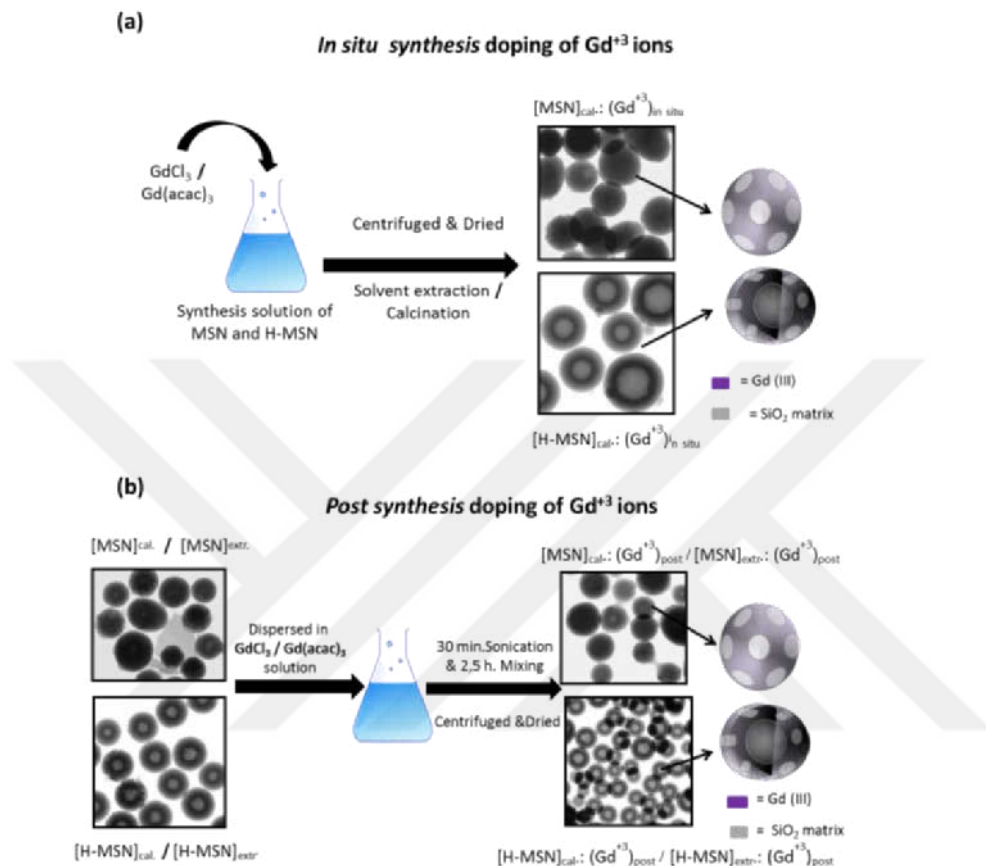 (a)
In situ synthesis doping of Gd⁺³ ions
[MSN]cal.: (Gd⁺³)in situ
GdCl₃ /
Gd(acac)₃
Centrifuged & Dried
Solvent extraction /
Calcination
Synthesis solution of
MSN and H-MSN
= Gd (III)
= SiO₂ matrix
[H-MSN]cal.: (Gd⁺³)in situ
(b)
Post synthesis doping of Gd⁺³ ions
[MSN]cal. / [MSN]extr.
[MSN]cal.: (Gd⁺³)post / [MSN]extr.: (Gd⁺³)post
Dispersed in
GdCl₃ / Gd(acac)₃
solution
30 min.Sonication
& 2,5 h. Mixing
Centrifuged &Dried
= Gd (III)
= SiO₂ matrix
[H-MSN]cal. / [H-MSN]extr.
[H-MSN]cal.: (Gd⁺³)post / [H-MSN]extr.: (Gd⁺³)post